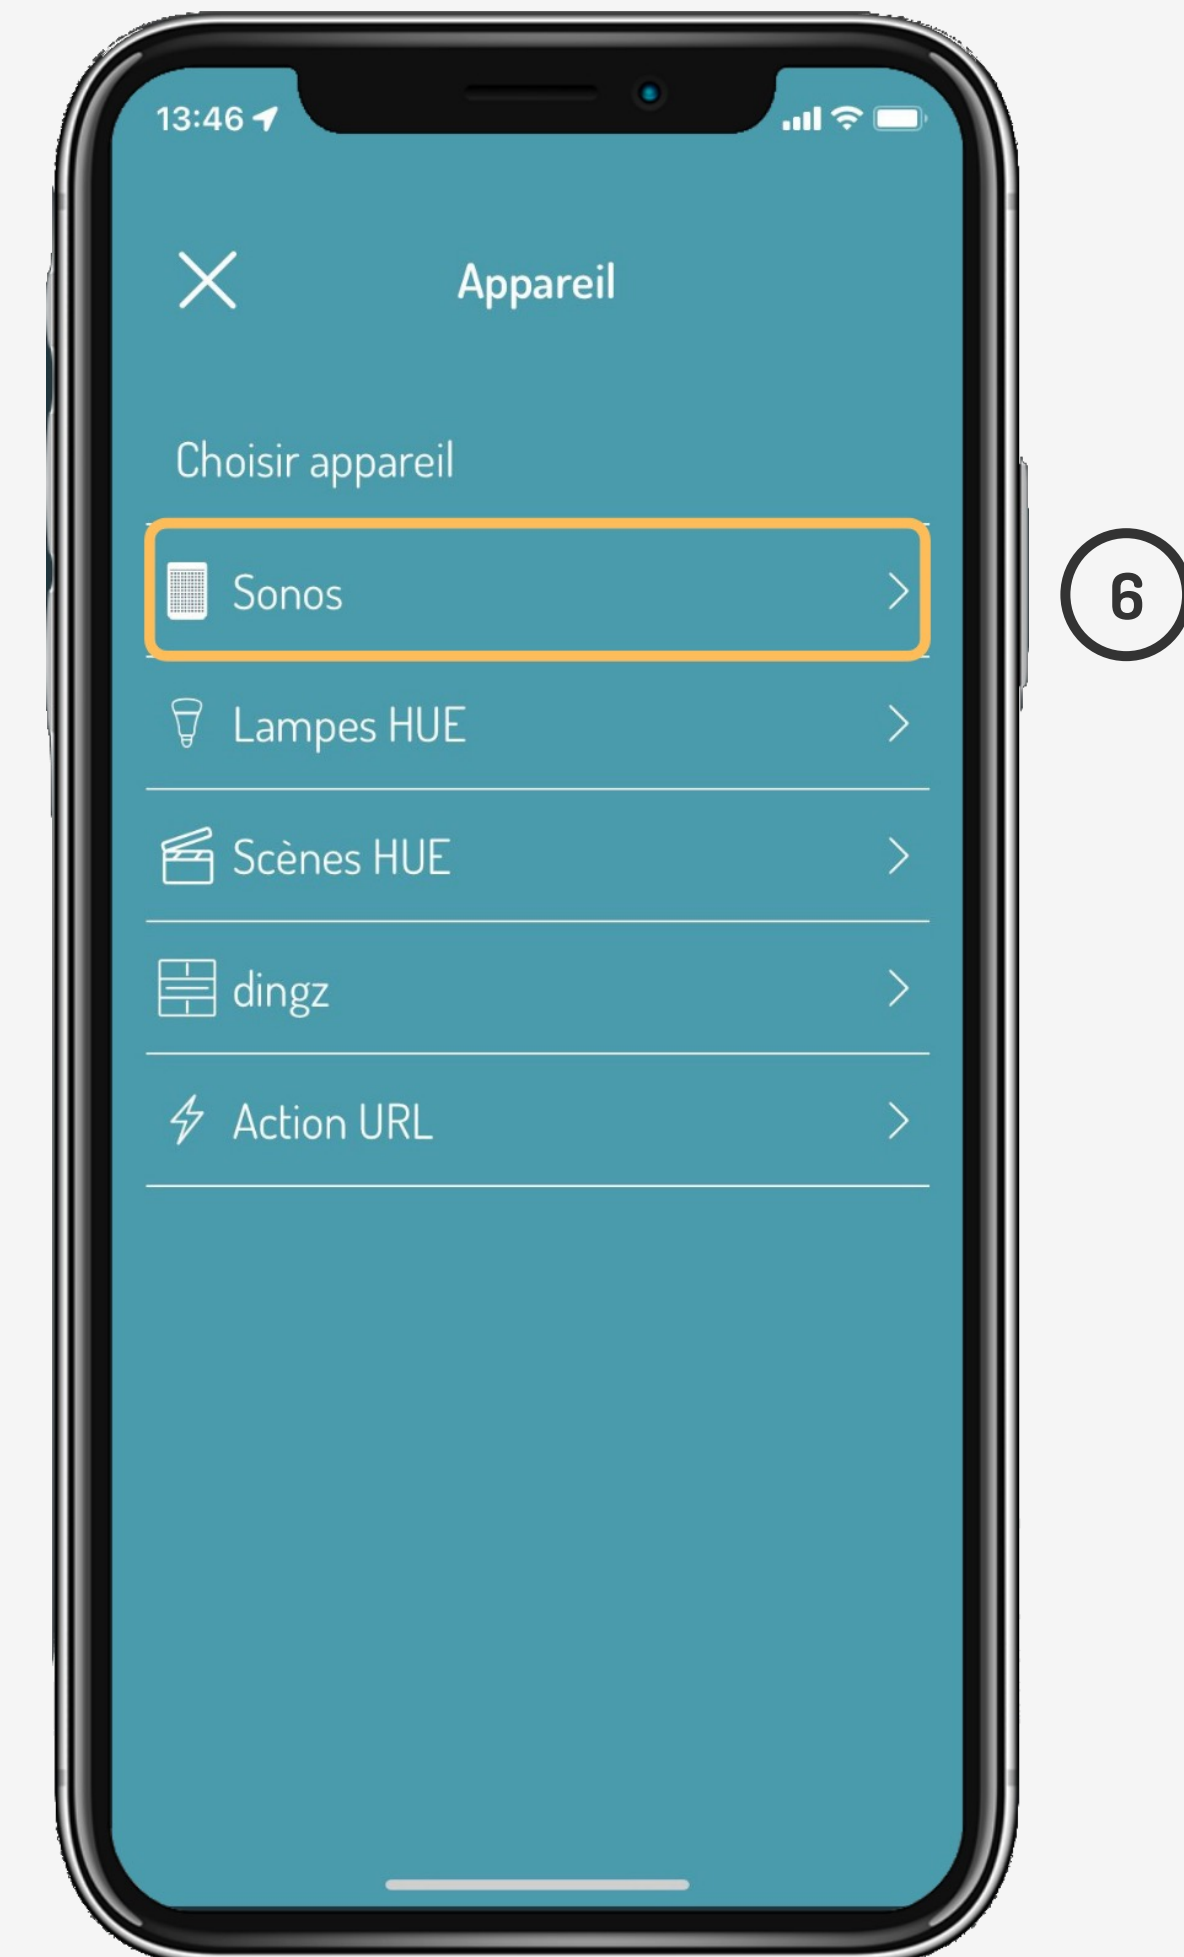 13:46
Appareil
Choisir appareil
Sonos
6
Lampes HUE
Scènes HUE
dingz
Action URL